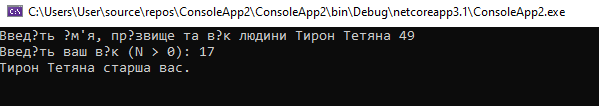 C:\Users\User\source\repos\ConsoleApp2\ConsoleApp2\bin\Debug\netcoreapp3.1\ConsoleApp2.exe
Введ?ть ?м'я, пр?звище та в?к людини Тирон Тетяна 49
Введ?ть ваш в?к (N > 0): 17
Тирон Тетяна старша вас.